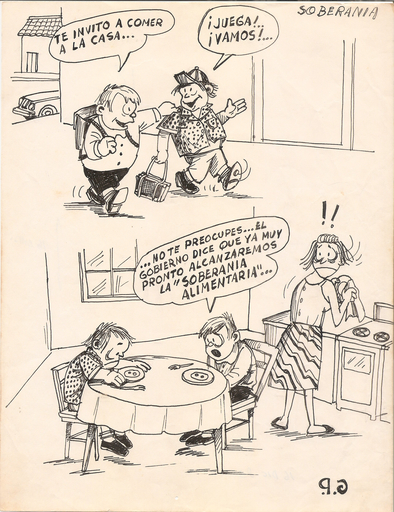 SOBERANIA
TE INVITO A COMER
A LA CASA...
¡JUEGA!..
¡VAMOS!...
!!
...NO TE PREOCUPES...EL
GOBIERNO DICE QUE YA MUY
PRONTO ALCANZAREMOS
LA "SOBERANIA
ALIMENTARIA"...